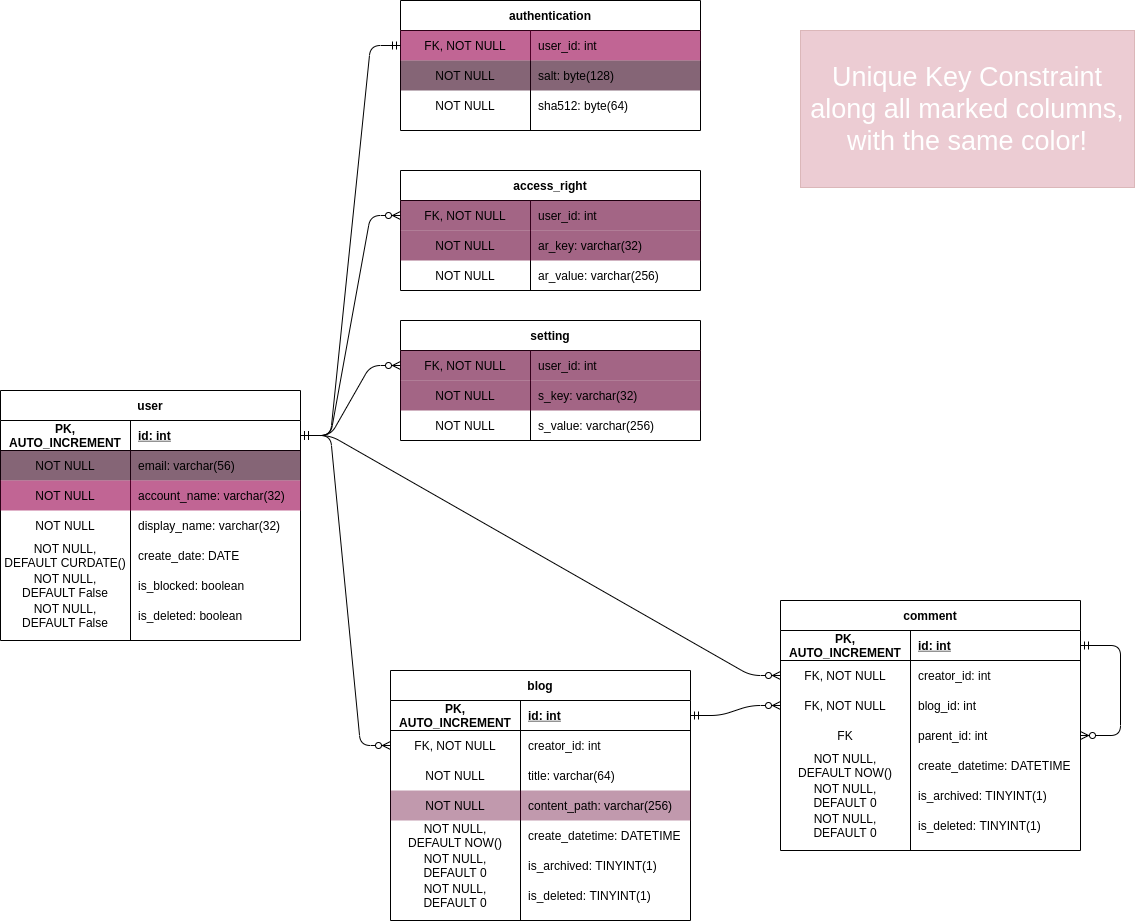 authentication
FK, NOT NULL user_id: int
NOT NULL salt: byte(128)
NOT NULL sha512: byte(64)
Unique Key Constraint
along all marked columns,
with the same color!
access_right
FK, NOT NULL user_id: int
NOT NULL ar_key: varchar(32)
NOT NULL ar_value: varchar(256)
setting
FK, NOT NULL user_id: int
NOT NULL s_key: varchar(32)
NOT NULL s_value: varchar(256)
user
PK,
AUTO_INCREMENT id: int
NOT NULL email: varchar(56)
NOT NULL account_name: varchar(32)
NOT NULL display_name: varchar(32)
NOT NULL,
DEFAULT CURDATE() create_date: DATE
NOT NULL,
DEFAULT False is_blocked: boolean
NOT NULL,
DEFAULT False is_deleted: boolean
blog
PK,
AUTO_INCREMENT id: int
FK, NOT NULL creator_id: int
NOT NULL title: varchar(64)
NOT NULL content_path: varchar(256)
NOT NULL,
DEFAULT NOW() create_datetime: DATETIME
NOT NULL,
DEFAULT 0 is_archived: TINYINT(1)
NOT NULL,
DEFAULT 0 is_deleted: TINYINT(1)
comment
PK,
AUTO_INCREMENT id: int
FK, NOT NULL creator_id: int
FK, NOT NULL blog_id: int
FK parent_id: int
NOT NULL,
DEFAULT NOW() create_datetime: DATETIME
NOT NULL,
DEFAULT 0 is_archived: TINYINT(1)
NOT NULL,
DEFAULT 0 is_deleted: TINYINT(1)